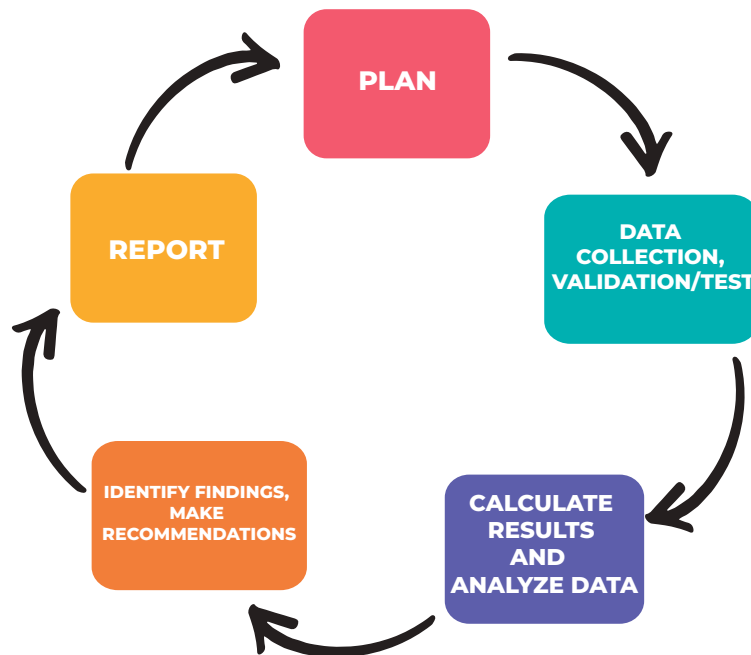 PLAN
DATA
COLLECTION,
VALIDATION/TEST
CALCULATE
RESULTS
AND
ANALYZE DATA
IDENTIFY FINDINGS,
MAKE
RECOMMENDATIONS
REPORT